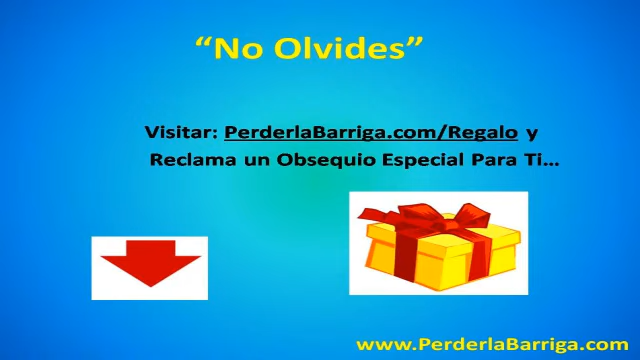 “No Olvides”
Visitar: PerderlaBarriga.com/Regalo y
Reclama un Obsequio Especial Para Ti...
www.PerderlaBarriga.com